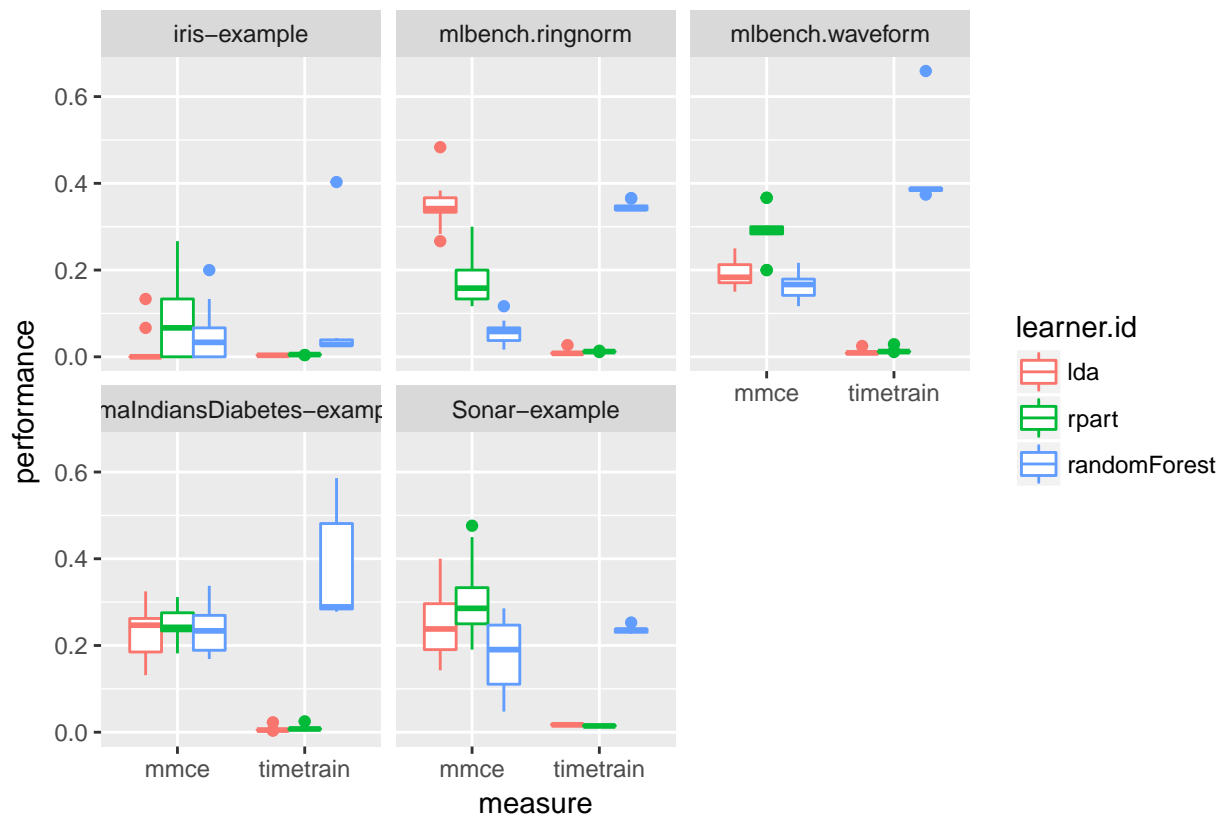 iris−example
mlbench.ringnorm
mlbench.waveform
0.6
0.4
0.2
0.0
mmce
timetrain
maIndiansDiabetes−examp
Sonar−example
0.6
0.4
0.2
0.0
mmce
timetrain
mmce
timetrain
performance
measure
learner.id
lda
rpart
randomForest